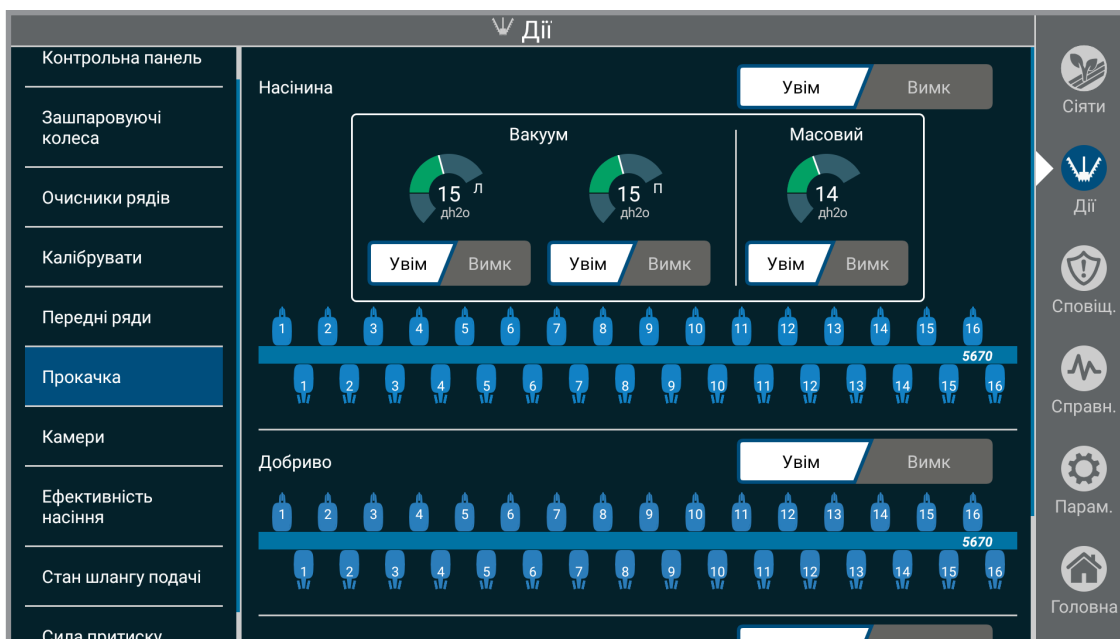 Дії
Контрольна панель
Зашпаровуючі
колеса
Очисники рядів
Калібрувати
Передні ряди
Прокачка
Камери
Ефективність
насіння
Стан шлангу подачі
Сила притиску
Насінина
Увім Вимк
Вакуум Масовий
15 л 15 п 14
дh2o дh2o дh2o
Увім Вимк Увім Вимк Увім Вимк
1 2 3 4 5 6 7 8 9 10 11 12 13 14 15 16
5670
1 2 3 4 5 6 7 8 9 10 11 12 13 14 15 16
Добриво
Увім Вимк
1 2 3 4 5 6 7 8 9 10 11 12 13 14 15 16
5670
1 2 3 4 5 6 7 8 9 10 11 12 13 14 15 16
Сіяти
Дії
Сповіщ.
Справн.
Парам.
Головна